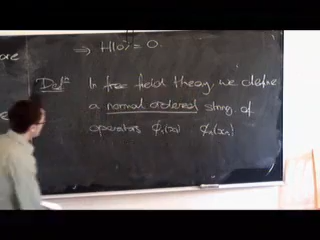 ⇒ H|0⟩ = 0.
Defⁿ In free field theory, we define
a normal ordered string of
operators ϕ₁(x₁) ϕₙ(xₙ)